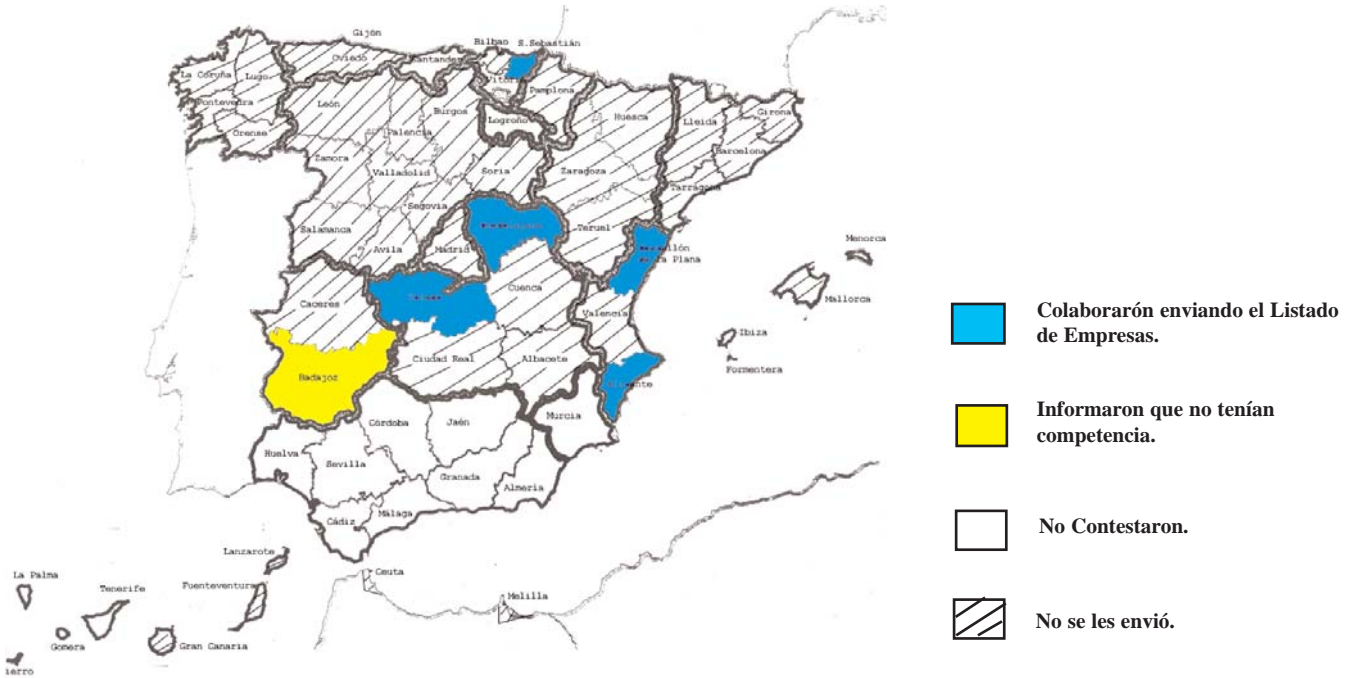 Gijón
Bilbao
S.Sebastián
La Coruña
Lugo
Oviedo
Santander
Pamplona
Pontevedra
Orense
León
Burgos
Palencia
Logroño
Huesca
Lleida
Girona
Barcelona
Zamora
Valladolid
Soria
Zaragoza
Tarragona
Segovia
Salamanca
Avila
Madrid
Teruel
la Plana
Menorca
Mallorca
Caceres
Cuenca
Valencia
Ibiza
Formentera
Badajoz
Ciudad Real
Albacete
Córdoba
Jaén
Murcia
Huelva
Sevilla
Granada
Almeria
Cádiz
Málaga
Lanzarote
La Palma
Tenerife
Fuenteventura
Ceuta
Melilla
Gomera
Gran Canaria
ierro
Colaborarón enviando el Listado
de Empresas.
Informaron que no tenían
competencia.
No Contestaron.
No se les envió.